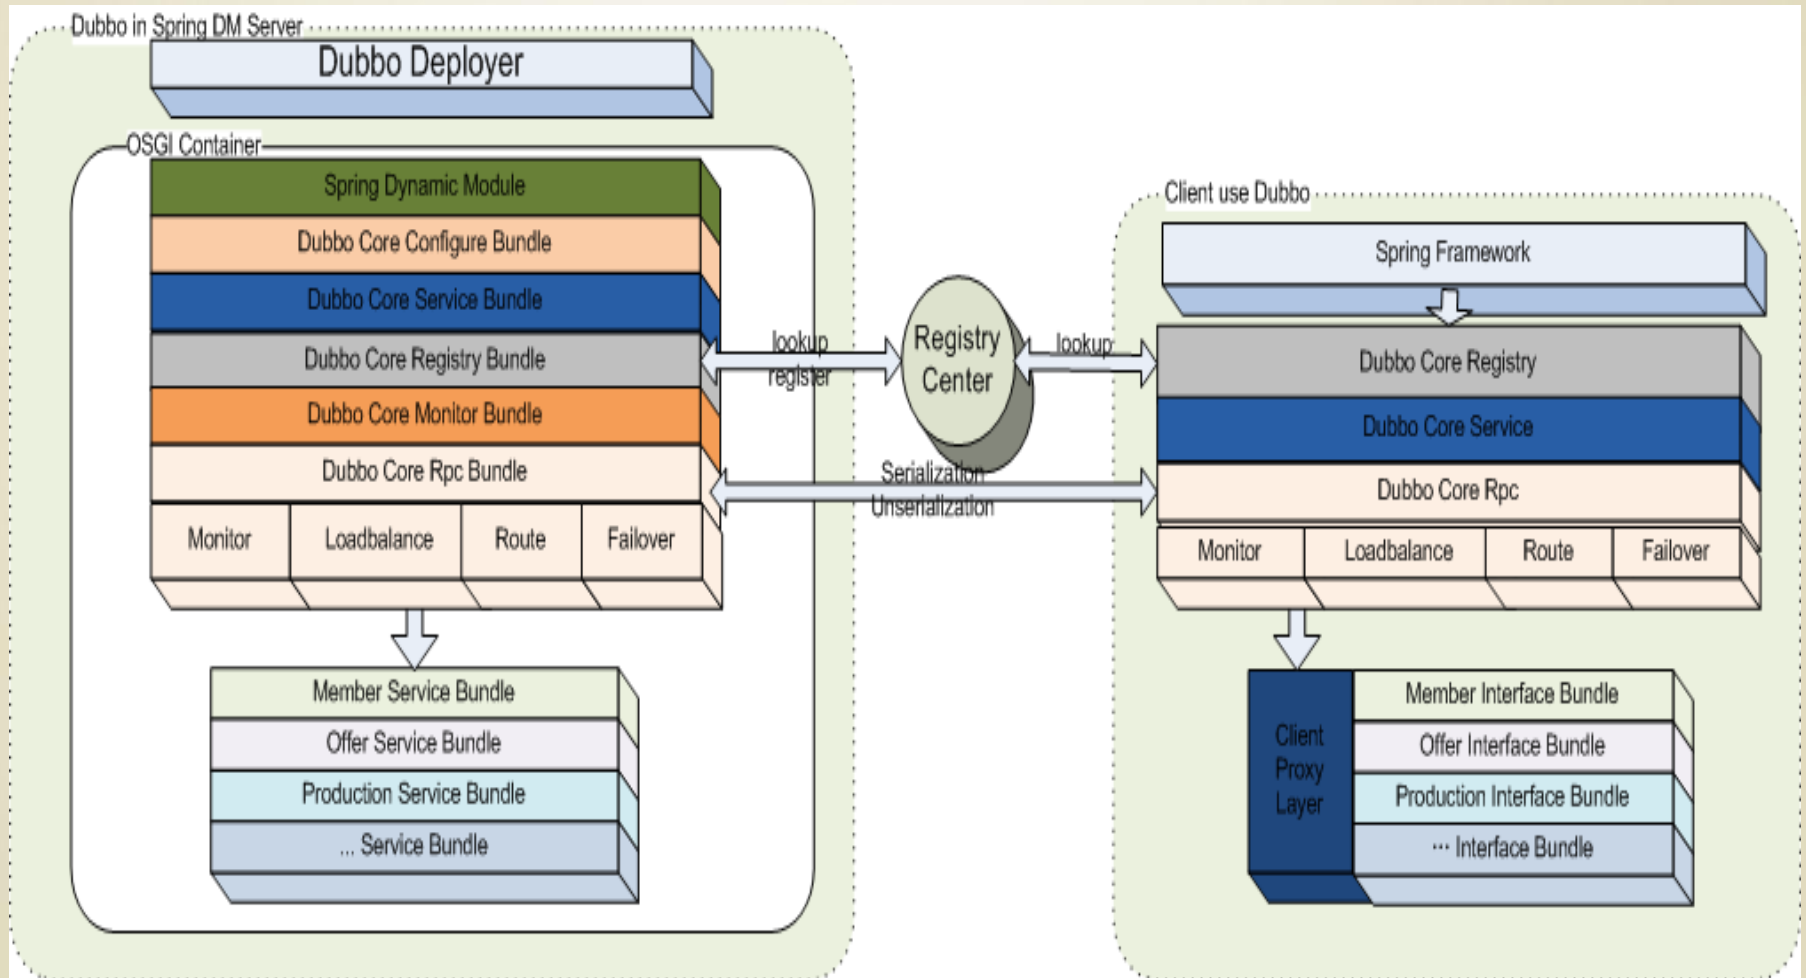 Dubbo in Spring DM Server
Dubbo Deployer
OSGI Container
Spring Dynamic Module
Dubbo Core Configure Bundle
Dubbo Core Service Bundle
Dubbo Core Registry Bundle
Dubbo Core Monitor Bundle
Dubbo Core Rpc Bundle
Monitor
Loadbalance
Route
Failover
Member Service Bundle
Offer Service Bundle
Production Service Bundle
... Service Bundle
lookup
register
Registry
Center
lookup
Serialization
Unserialization
Client use Dubbo
Spring Framework
Dubbo Core Registry
Dubbo Core Service
Dubbo Core Rpc
Monitor
Loadbalance
Route
Failover
Client
Proxy
Layer
Member Interface Bundle
Offer Interface Bundle
Production Interface Bundle
··· Interface Bundle